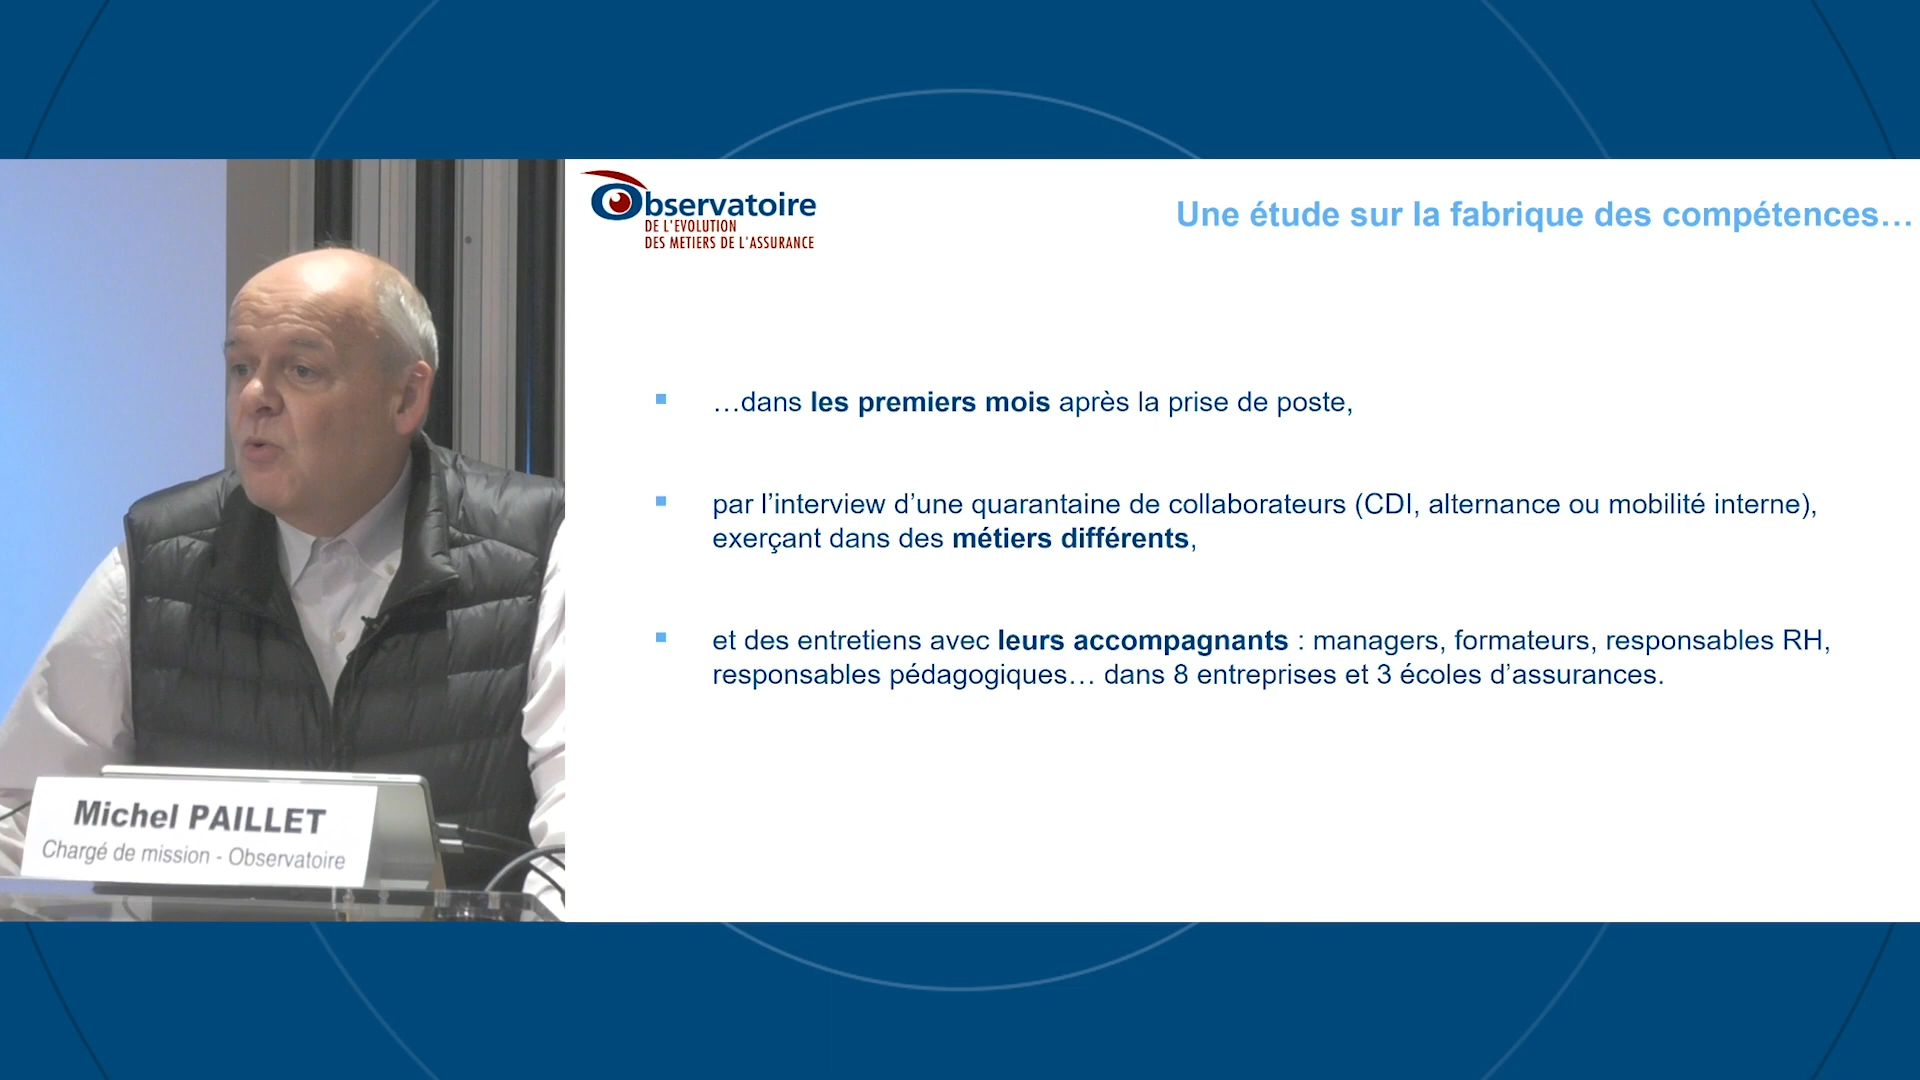 Observatoire
DE L'EVOLUTION
DES METIERS DE L'ASSURANCE
Une étude sur la fabrique des compétences…
…dans les premiers mois après la prise de poste,
par l’interview d’une quarantaine de collaborateurs (CDI, alternance ou mobilité interne),
exerçant dans des métiers différents,
et des entretiens avec leurs accompagnants : managers, formateurs, responsables RH,
responsables pédagogiques… dans 8 entreprises et 3 écoles d’assurances.
Michel PAILLET
Chargé de mission - Observatoire